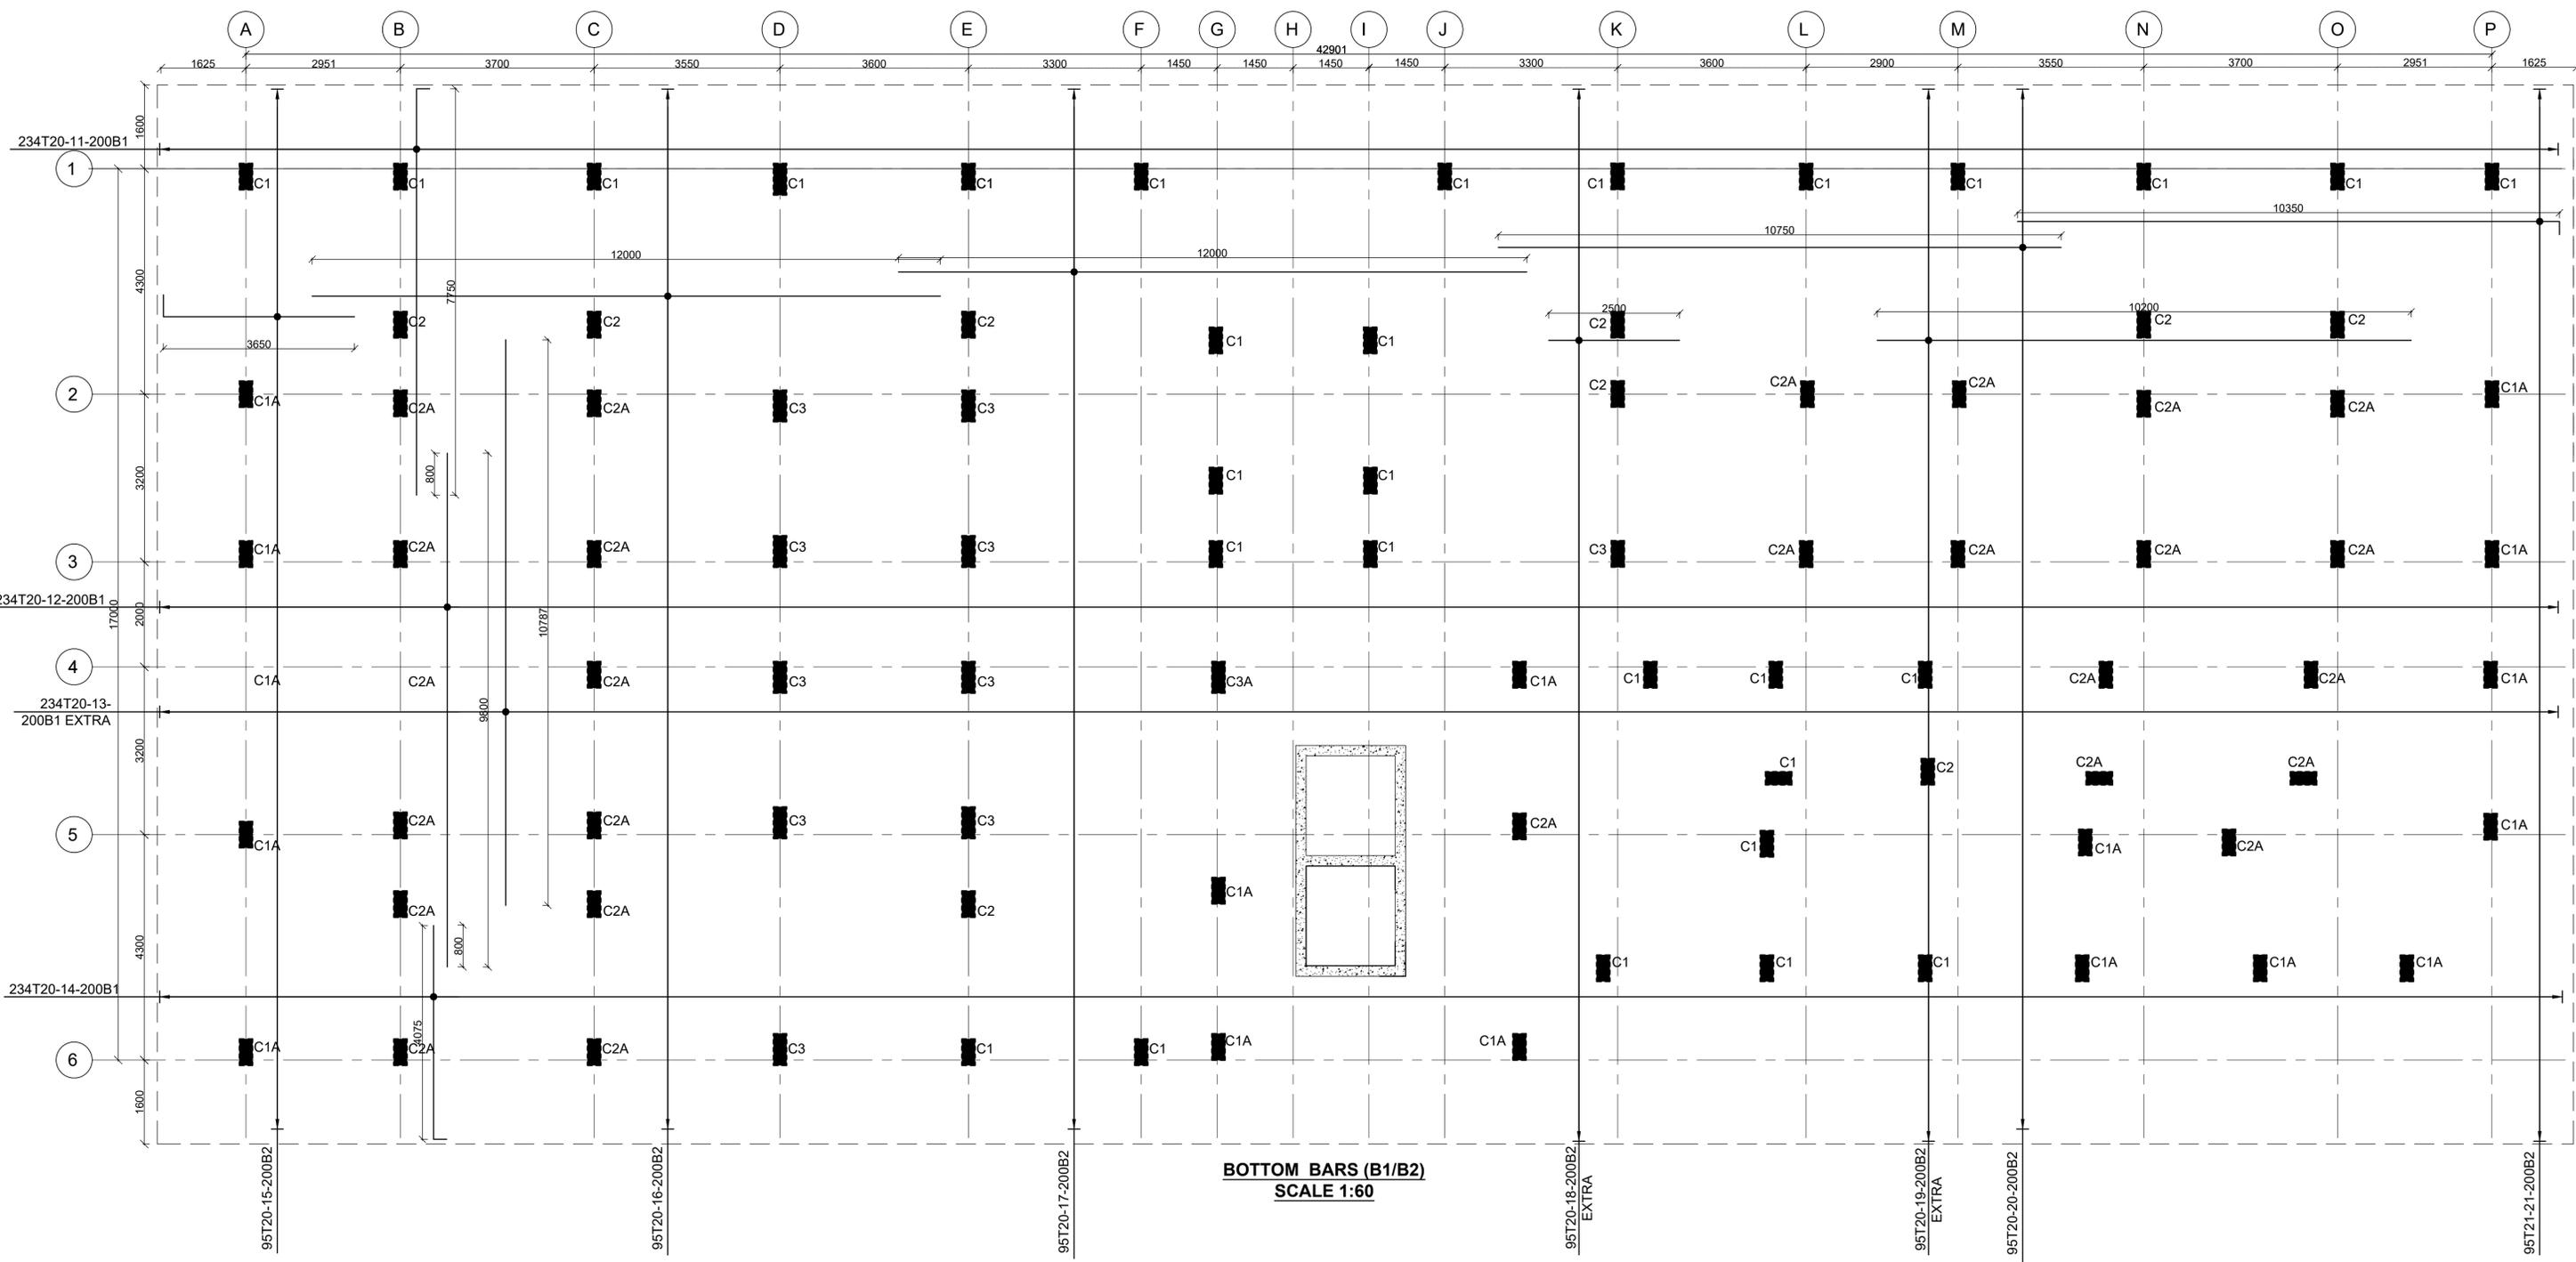 A B C D E F G H I J K L M N O P
42901
1625 2951 3700 3550 3600 3300 1450 1450 1450 1450 3300 3600 2900 3550 3700 2951 1625
1600
234T20-11-200B1
1
C1 C1 C1 C1 C1 C1 C1 C1 C1 C1 C1 C1 C1
10350
10750
12000 12000
4300
7750
2500 10200
C2 C2 C2 C2 C2 C2
C1 C1
3650
2
C1A C2A C2A C3 C3 C2 C2A C2A C2A C2A C1A
800
3200
C1 C1
3
C1A C2A C2A C3 C3 C1 C1 C3 C2A C2A C2A C2A C1A
234T20-12-200B1
17000
2000
10787
4
C1A C2A C2A C3 C3 C3A C1A C1 C1 C1 C2A C2A C1A
234T20-13-
200B1 EXTRA
9800
3200
C1 C2 C2A C2A
5
C1A C2A C2A C3 C3 C2A C1 C1A C2A C1A
C2A C2A C2 C1A
800
4300
C1 C1 C1 C1A C1A C1A
234T20-14-200B1
4075
6
C1A C2A C2A C3 C1 C1 C1A C1A
1600
95T20-15-200B2
95T20-16-200B2
95T20-17-200B2
95T20-18-200B2
EXTRA
95T20-19-200B2
EXTRA
95T20-20-200B2
95T21-21-200B2
BOTTOM BARS (B1/B2)
SCALE 1:60